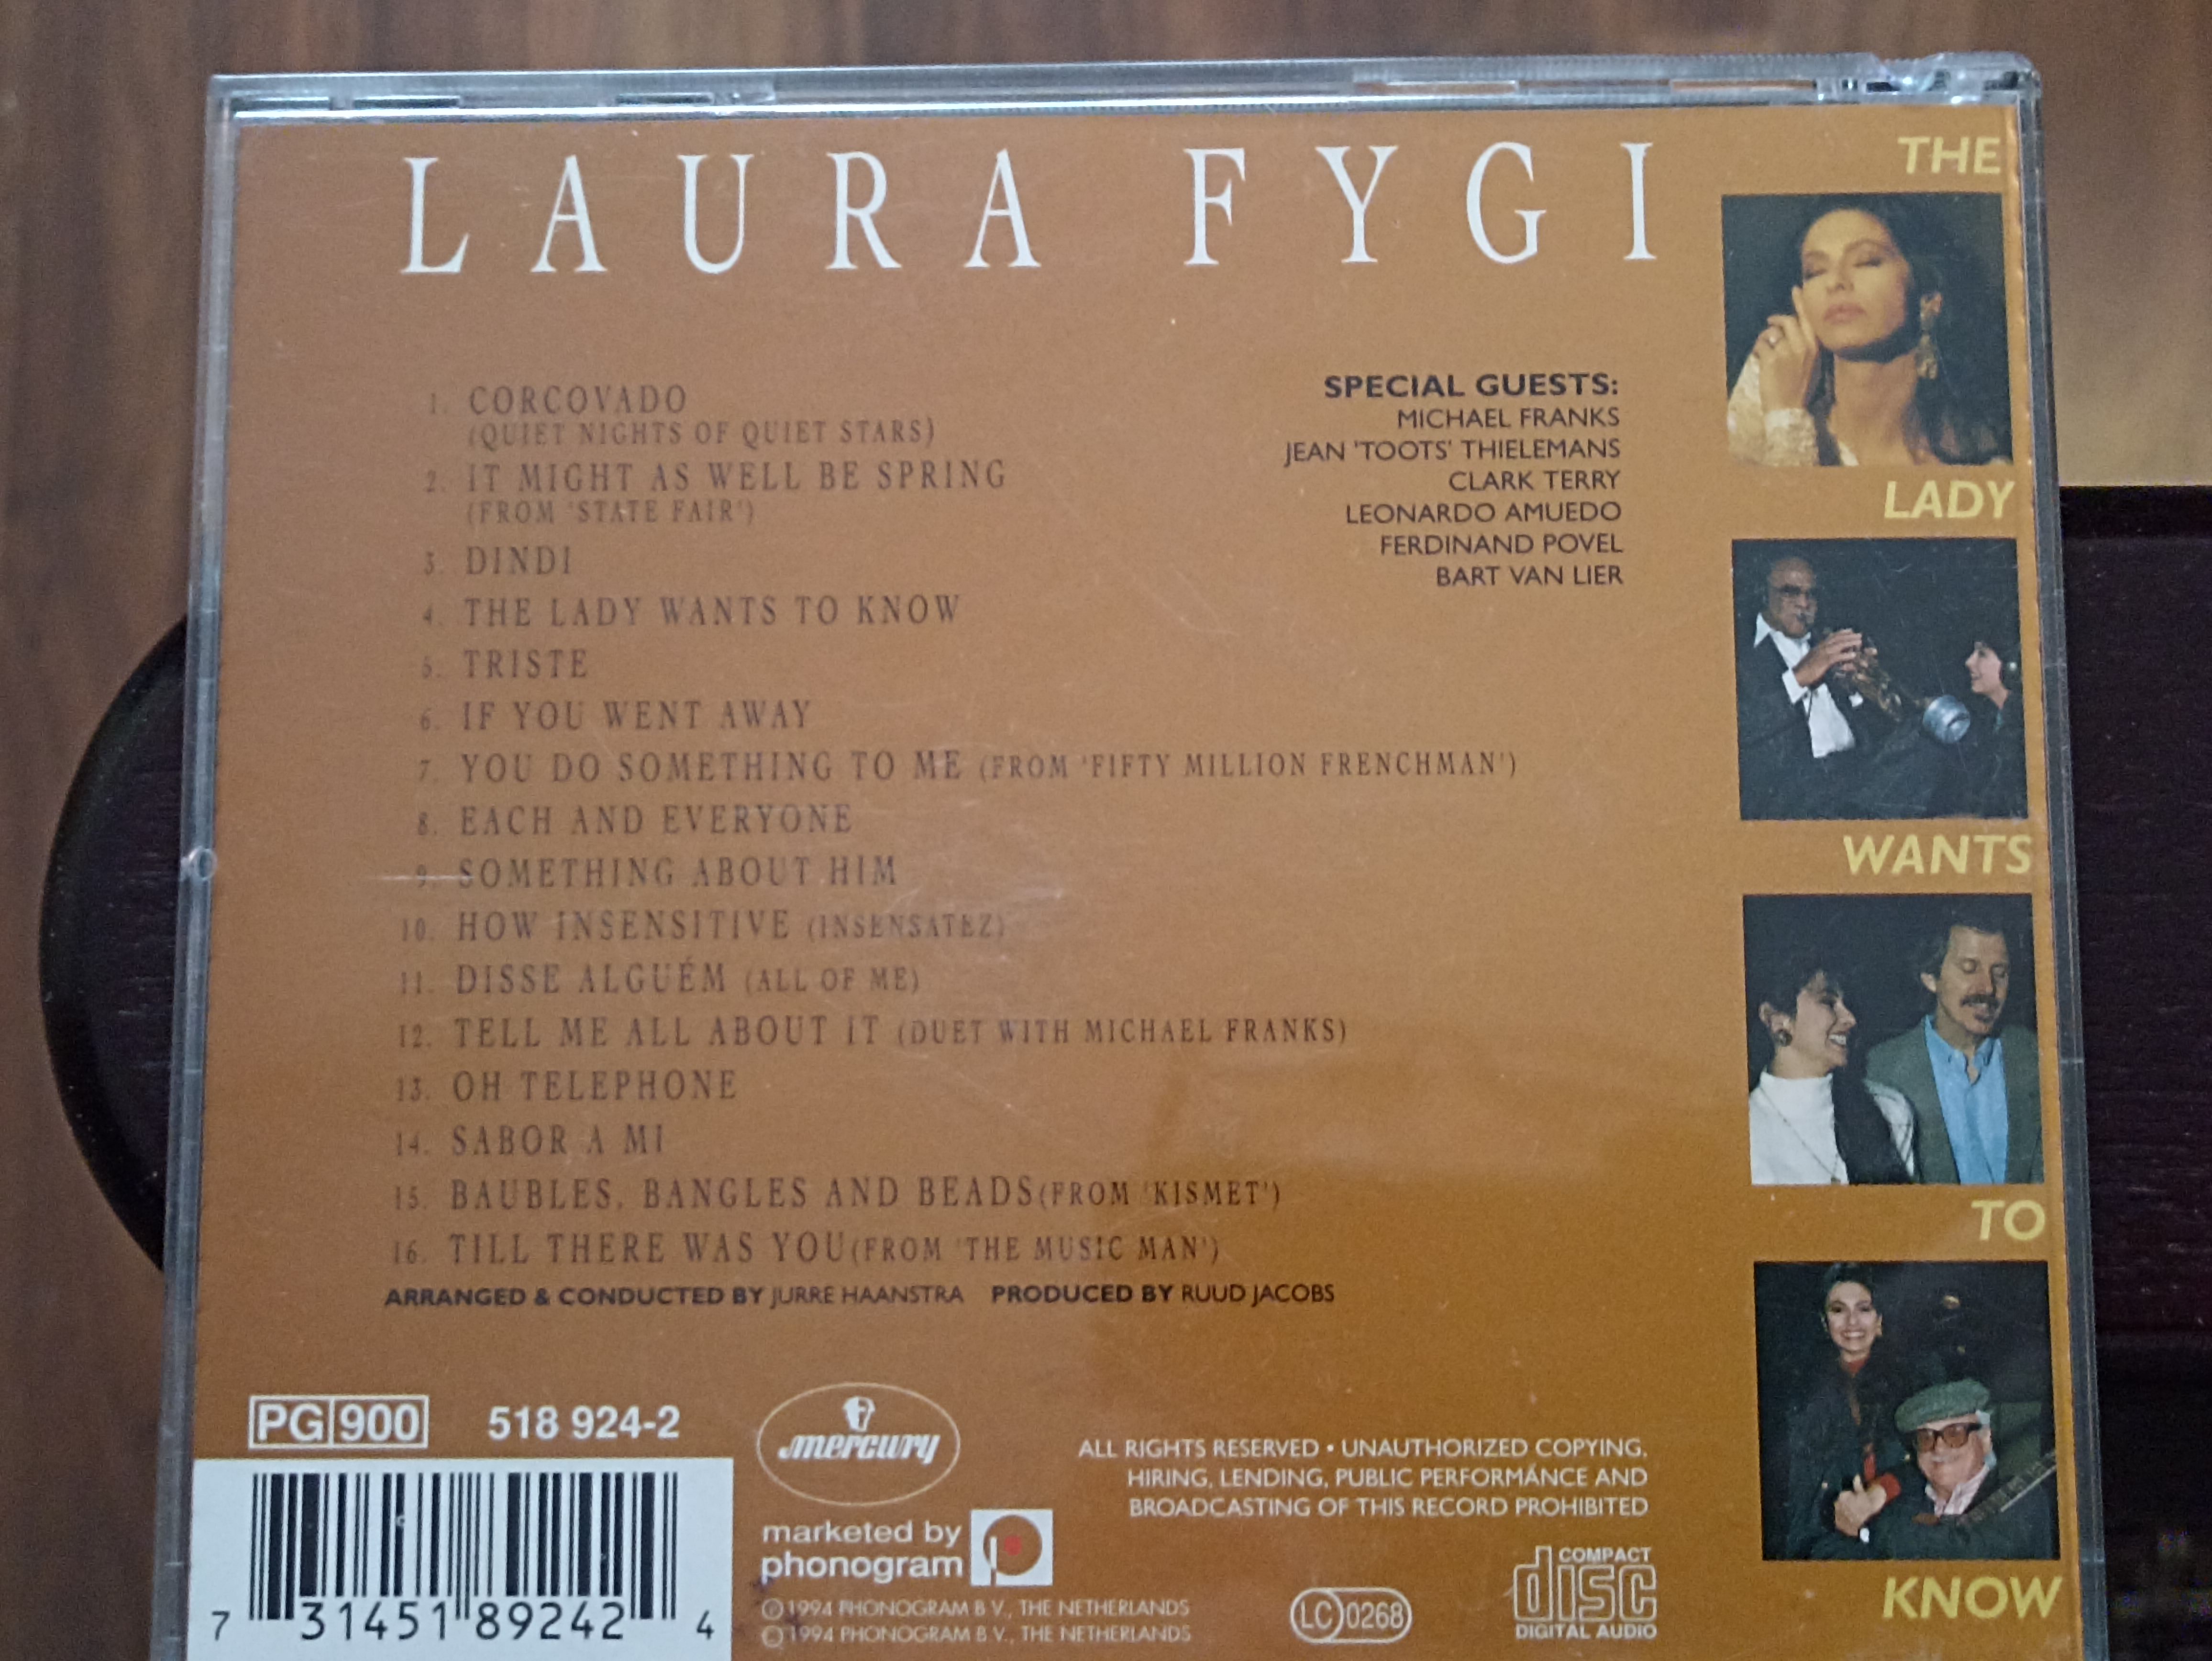 LAURA FYGI
1. CORCOVADO
(QUIET NIGHTS OF QUIET STARS)
2. IT MIGHT AS WELL BE SPRING
(FROM 'STATE FAIR')
3. DINDI
4. THE LADY WANTS TO KNOW
5. TRISTE
6. IF YOU WENT AWAY
7. YOU DO SOMETHING TO ME (FROM 'FIFTY MILLION FRENCHMAN')
8. EACH AND EVERYONE
9. SOMETHING ABOUT HIM
10. HOW INSENSITIVE (INSENSATEZ)
11. DISSE ALGUÉM (ALL OF ME)
12. TELL ME ALL ABOUT IT (DUET WITH MICHAEL FRANKS)
13. OH TELEPHONE
14. SABOR A MI
15. BAUBLES, BANGLES AND BEADS (FROM 'KISMET')
16. TILL THERE WAS YOU (FROM 'THE MUSIC MAN')
ARRANGED & CONDUCTED BY JURRE HAANSTRA PRODUCED BY RUUD JACOBS
SPECIAL GUESTS:
MICHAEL FRANKS
JEAN 'TOOTS' THIELEMANS
CLARK TERRY
LEONARDO AMUEDO
FERDINAND POVEL
BART VAN LIER
THE
LADY
WANTS
TO
KNOW
PG 900 518 924-2
7 31451 89242 4
mercury
marketed by
phonogram
℗ 1994 PHONOGRAM B.V., THE NETHERLANDS
© 1994 PHONOGRAM B.V., THE NETHERLANDS
ALL RIGHTS RESERVED • UNAUTHORIZED COPYING,
HIRING, LENDING, PUBLIC PERFORMANCE AND
BROADCASTING OF THIS RECORD PROHIBITED
LC 0268
COMPACT
disc
DIGITAL AUDIO